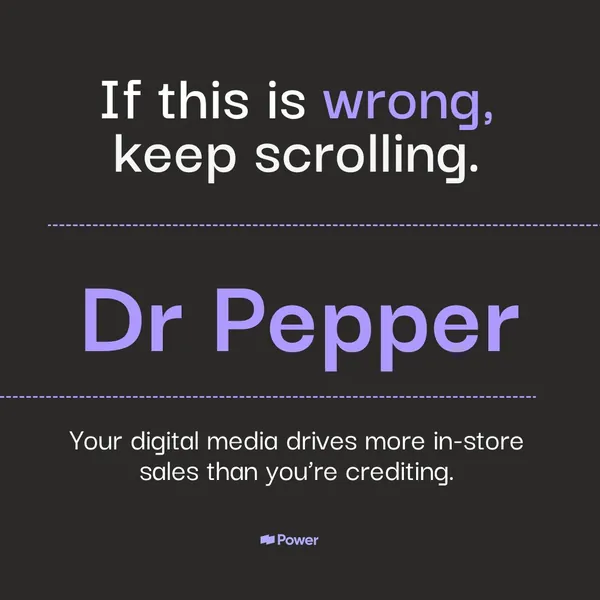 If this is wrong,
keep scrolling.
Dr Pepper
Your digital media drives more in-store
sales than you’re crediting.
Power